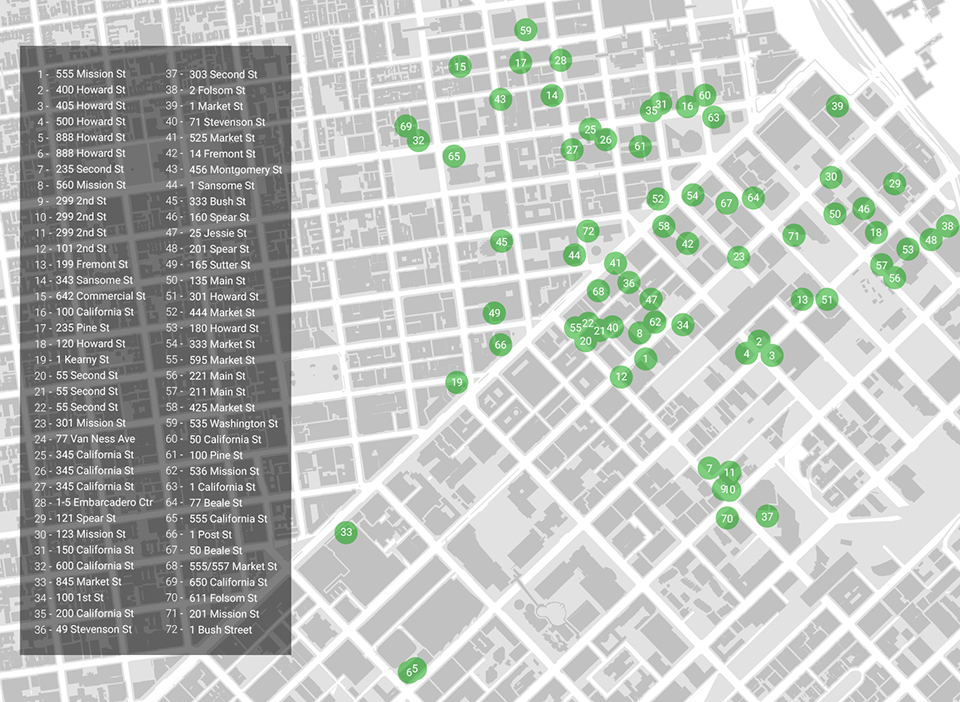 1 - 555 Mission St
2 - 400 Howard St
3 - 405 Howard St
4 - 500 Howard St
5 - 888 Howard St
6 - 888 Howard St
7 - 235 Second St
8 - 560 Mission St
9 - 299 2nd St
10 - 299 2nd St
11 - 299 2nd St
12 - 101 2nd St
13 - 199 Fremont St
14 - 343 Sansome St
15 - 642 Commercial St
16 - 100 California St
17 - 235 Pine St
18 - 120 Howard St
19 - 1 Kearny St
20 - 55 Second St
21 - 55 Second St
22 - 55 Second St
23 - 301 Mission St
24 - 77 Van Ness Ave
25 - 345 California St
26 - 345 California St
27 - 345 California St
28 - 1-5 Embarcadero Ctr
29 - 121 Spear St
30 - 123 Mission St
31 - 150 California St
32 - 600 California St
33 - 845 Market St
34 - 100 1st St
35 - 200 California St
36 - 49 Stevenson St
37 - 303 Second St
38 - 2 Folsom St
39 - 1 Market St
40 - 71 Stevenson St
41 - 525 Market St
42 - 14 Fremont St
43 - 456 Montgomery St
44 - 1 Sansome St
45 - 333 Bush St
46 - 160 Spear St
47 - 25 Jessie St
48 - 201 Spear St
49 - 165 Sutter St
50 - 135 Main St
51 - 301 Howard St
52 - 444 Market St
53 - 180 Howard St
54 - 333 Market St
55 - 595 Market St
56 - 221 Main St
57 - 211 Main St
58 - 425 Market St
59 - 535 Washington St
60 - 50 California St
61 - 100 Pine St
62 - 536 Mission St
63 - 1 California St
64 - 77 Beale St
65 - 555 California St
66 - 1 Post St
67 - 50 Beale St
68 - 555/557 Market St
69 - 650 California St
70 - 611 Folsom St
71 - 201 Mission St
72 - 1 Bush Street
59
17
28
15
43
14
60
31
16
35
63
39
69
32
25
26
27
61
65
30
29
52
54
67
64
50
46
58
72
71
18
38
48
45
42
53
44
23
41
57
56
36
68
47
13
51
49
22
62
34
55
21
40
8
20
66
2
4
3
1
12
19
7
11
9
10
70
37
33
6
5